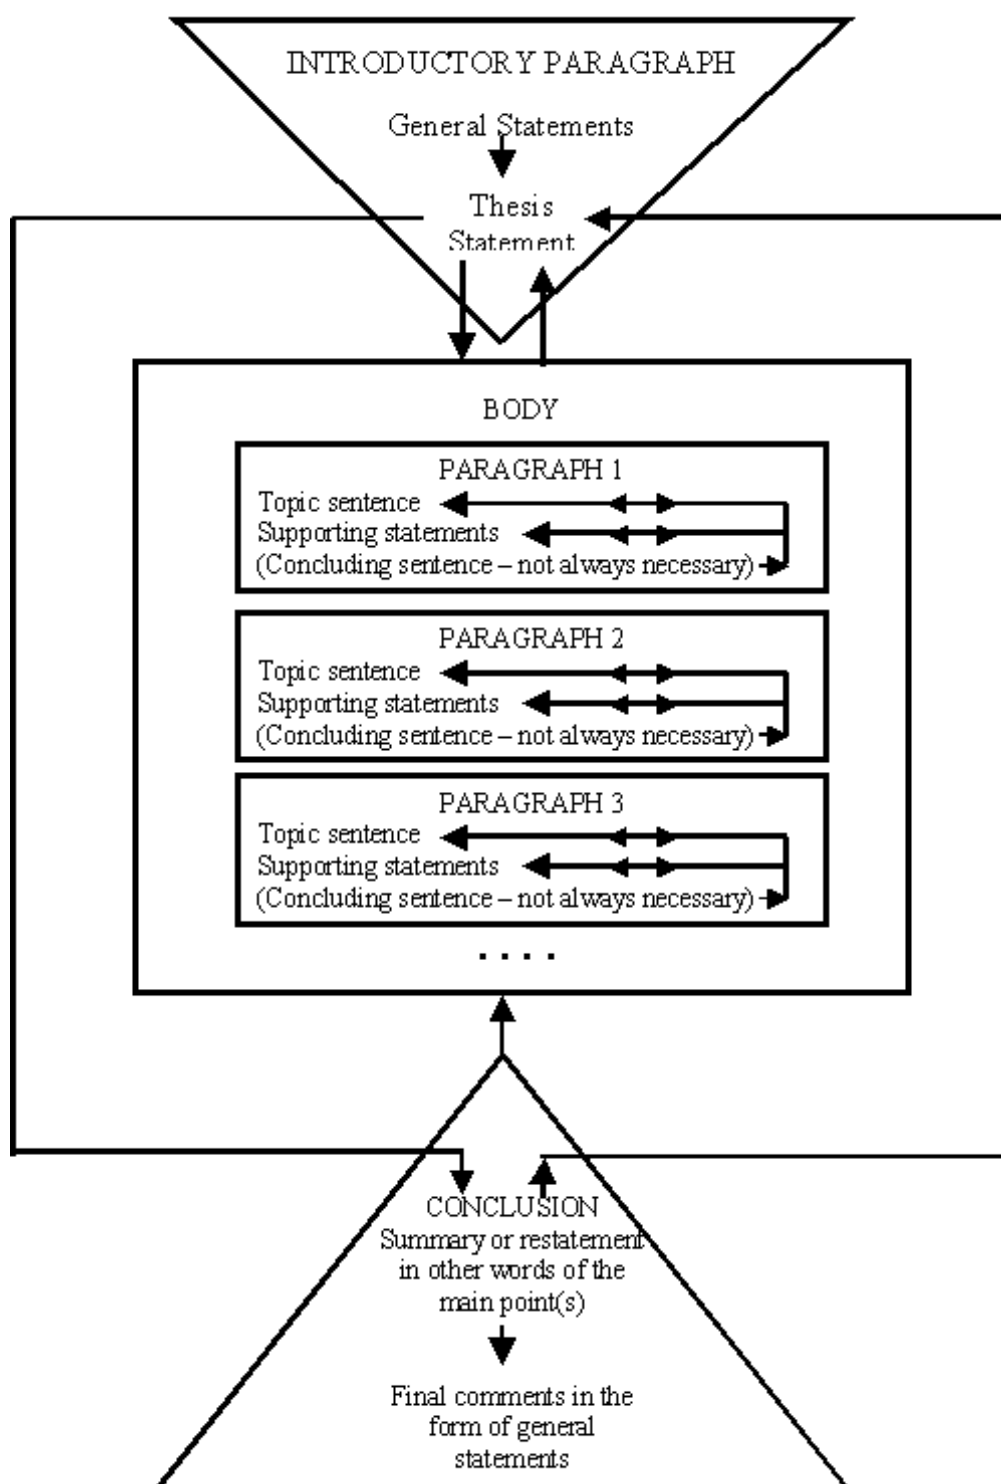 INTRODUCTORY PARAGRAPH
General Statements
Thesis
Statement
BODY
PARAGRAPH 1
Topic sentence
Supporting statements
(Concluding sentence – not always necessary)
PARAGRAPH 2
Topic sentence
Supporting statements
(Concluding sentence – not always necessary)
PARAGRAPH 3
Topic sentence
Supporting statements
(Concluding sentence – not always necessary)
. . . .
CONCLUSION
Summary or restatement
in other words of the
main point(s)
Final comments in the
form of general
statements